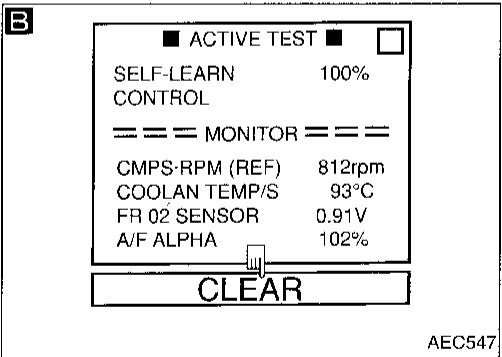 B
■ ACTIVE TEST ■
SELF-LEARN 100%
CONTROL
=== MONITOR ===
CMPS·RPM (REF) 812rpm
COOLAN TEMP/S 93°C
FR 02 SENSOR 0.91V
A/F ALPHA 102%
CLEAR
AEC547